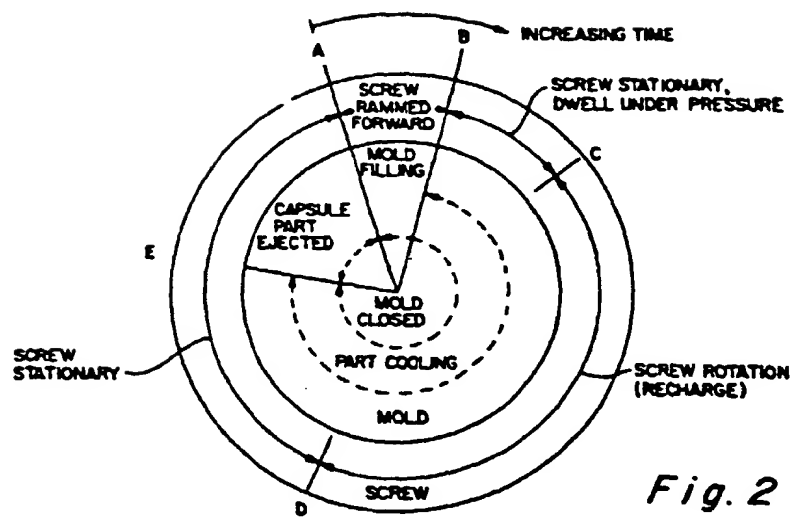 INCREASING TIME
A
B
SCREW
RAMMED
FORWARD
SCREW STATIONARY,
DWELL UNDER PRESSURE
C
MOLD
FILLING
CAPSULE
PART
EJECTED
E
MOLD
CLOSED
PART COOLING
SCREW
STATIONARY
SCREW ROTATION
(RECHARGE)
MOLD
D
SCREW
Fig. 2